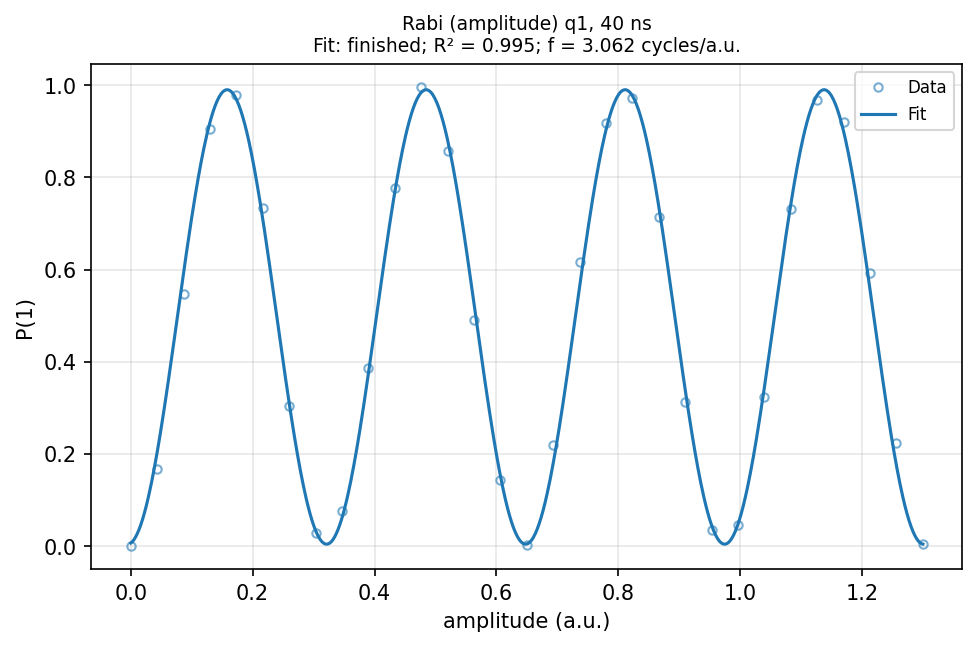 Rabi (amplitude) q1, 40 ns
Fit: finished; R² = 0.995; f = 3.062 cycles/a.u.
Data
Fit
1.0
0.8
0.6
0.4
0.2
0.0
P(1)
0.0 0.2 0.4 0.6 0.8 1.0 1.2
amplitude (a.u.)